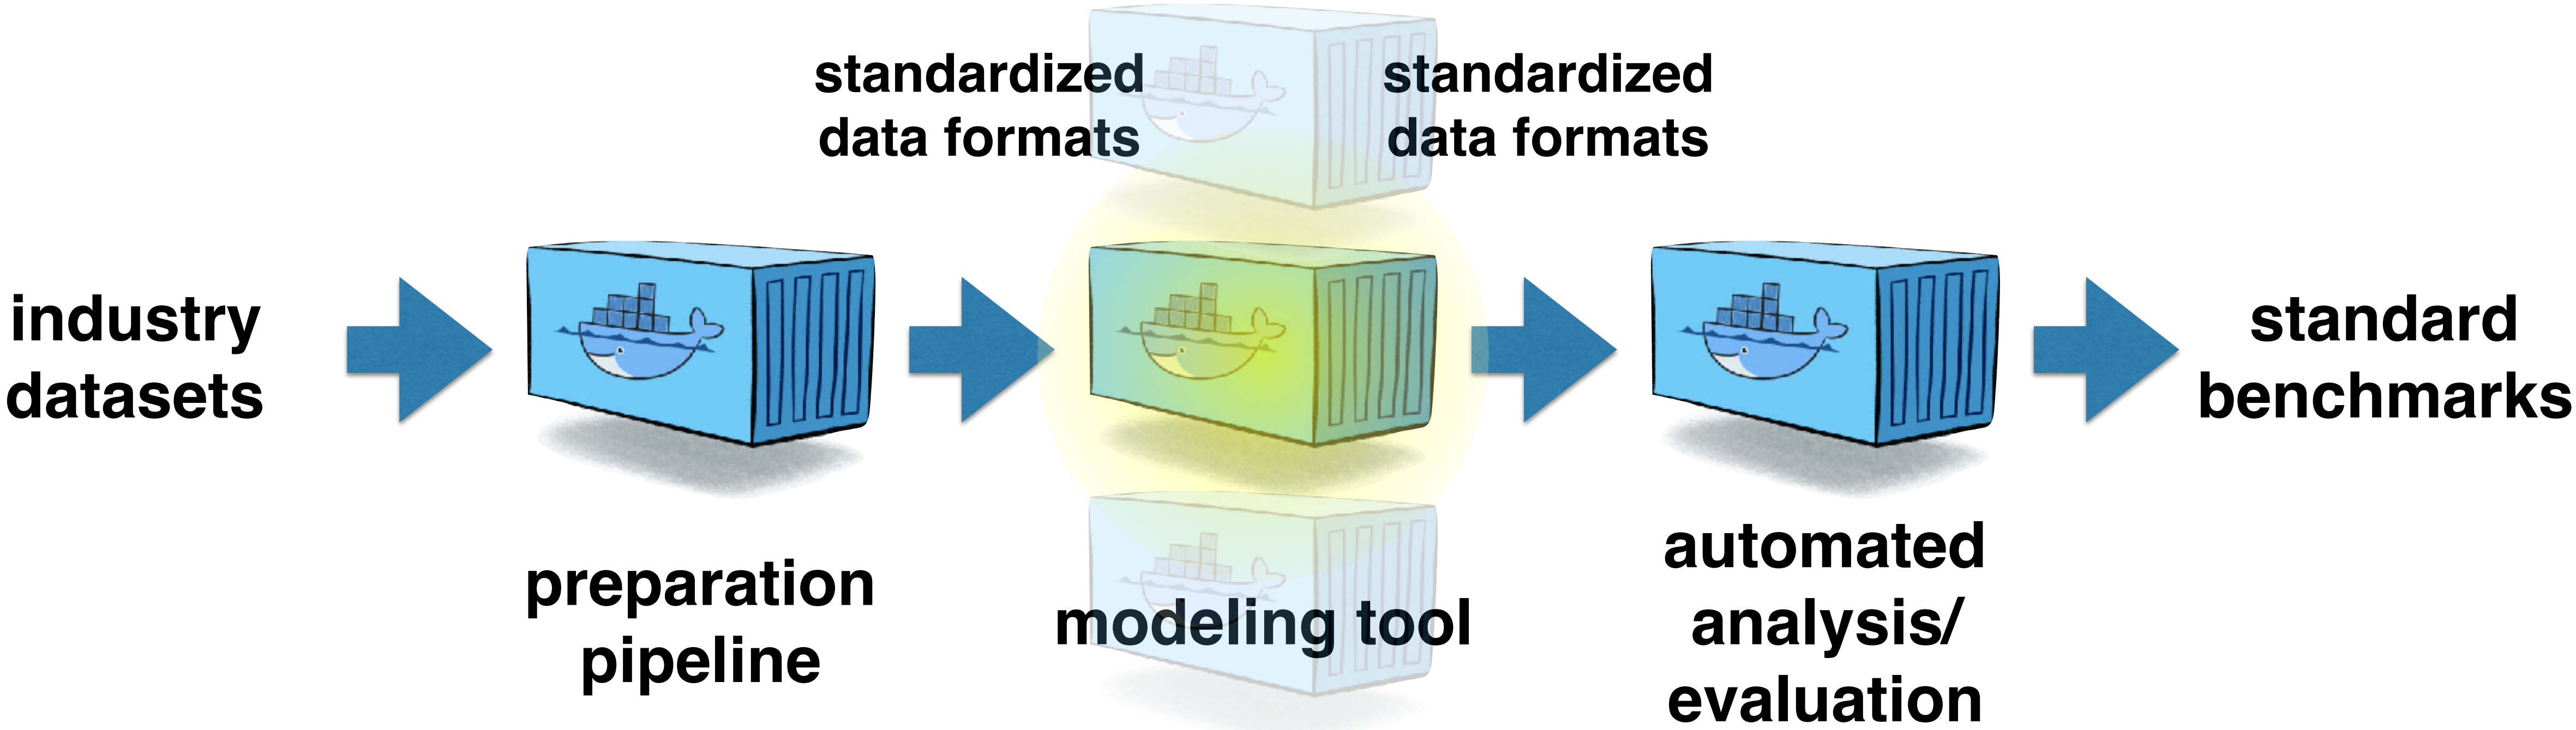 standardized
data formats
standardized
data formats
industry
datasets
preparation
pipeline
modeling tool
automated
analysis/
evaluation
standard
benchmarks